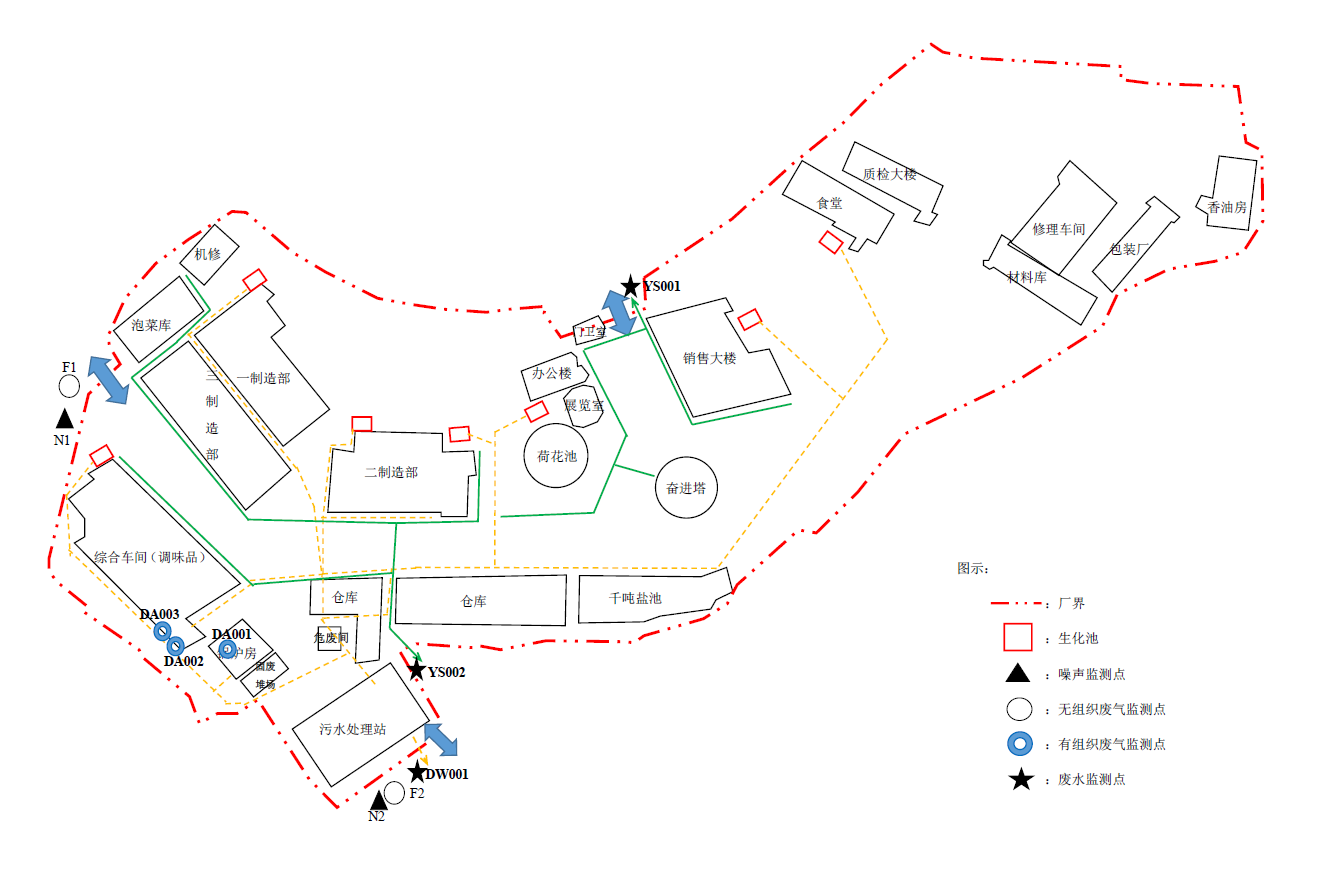 质检大楼
食堂
香油房
修理车间
包装厂
材料库
机修
YS001
泡菜库
门卫室
销售大楼
F1
一制造部
三制造部
办公楼
展览室
N1
荷花池
二制造部
奋进塔
综合车间(调味品)
仓库
仓库
千吨盐池
DA003
DA001
危废间
DA002
炉房
固废
堆场
YS002
污水处理站
DW001
F2
N2
图示:
:厂界
:生化池
:噪声监测点
:无组织废气监测点
:有组织废气监测点
:废水监测点